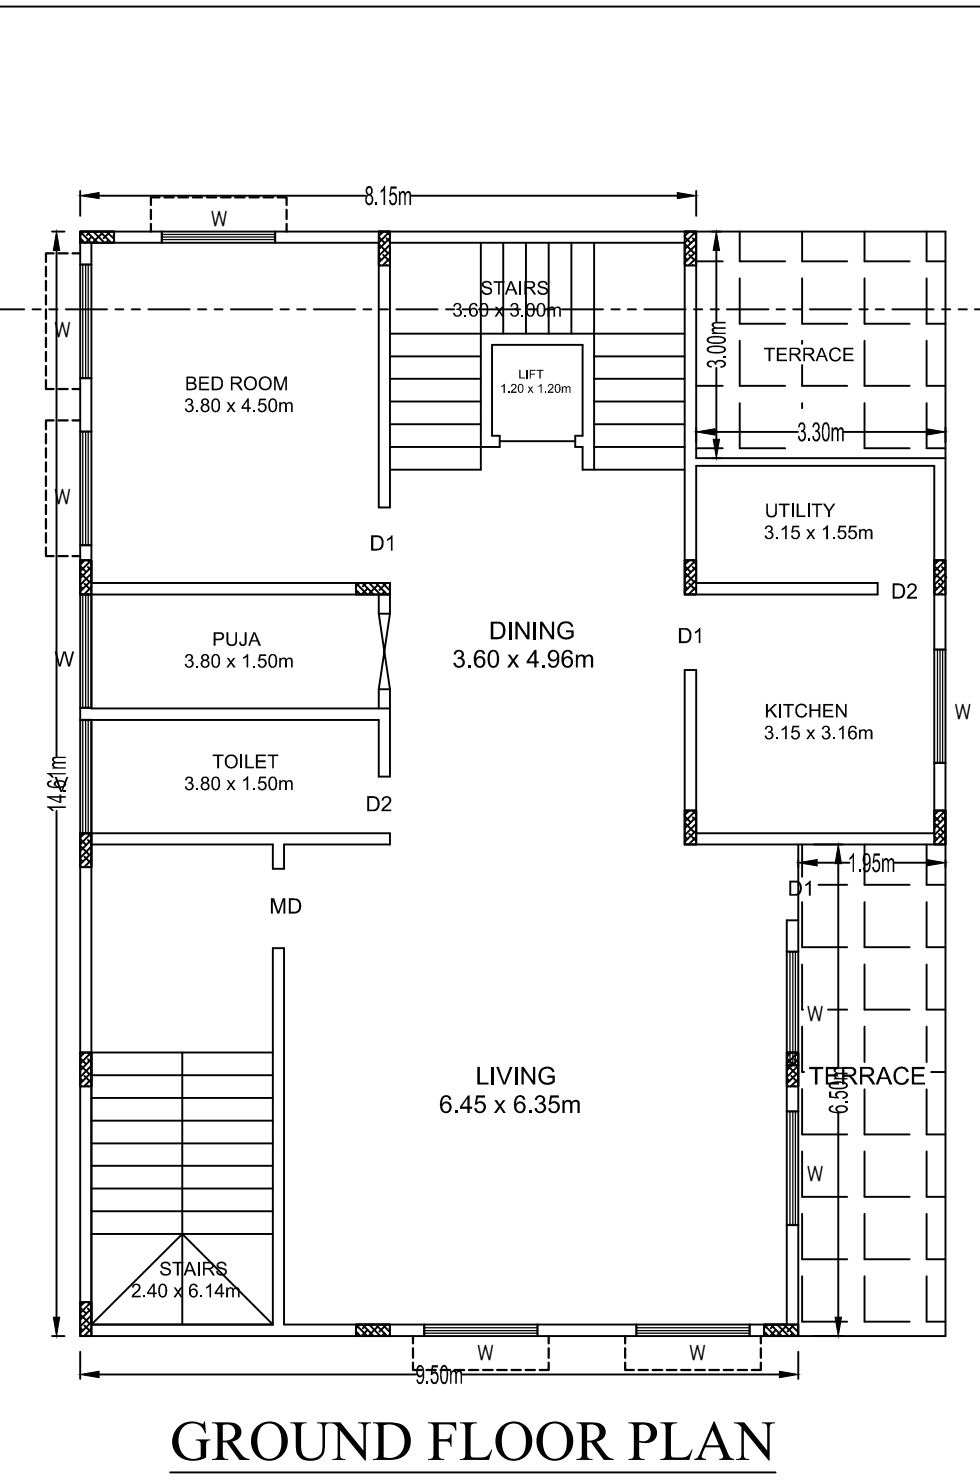 8.15m
W
STAIRS
3.60 x 3.00m
W
3.00m
TERRACE
LIFT
1.20 x 1.20m
BED ROOM
3.80 x 4.50m
3.30m
W
UTILITY
3.15 x 1.55m
D1
D2
DINING
3.60 x 4.96m
D1
PUJA
3.80 x 1.50m
W
KITCHEN
3.15 x 3.16m
W
TOILET
3.80 x 1.50m
14.61m
V
D2
1.95m
D1
MD
W
LIVING
6.45 x 6.35m
TERRACE
6.50m
W
STAIRS
2.40 x 6.14m
W
W
9.50m
GROUND FLOOR PLAN